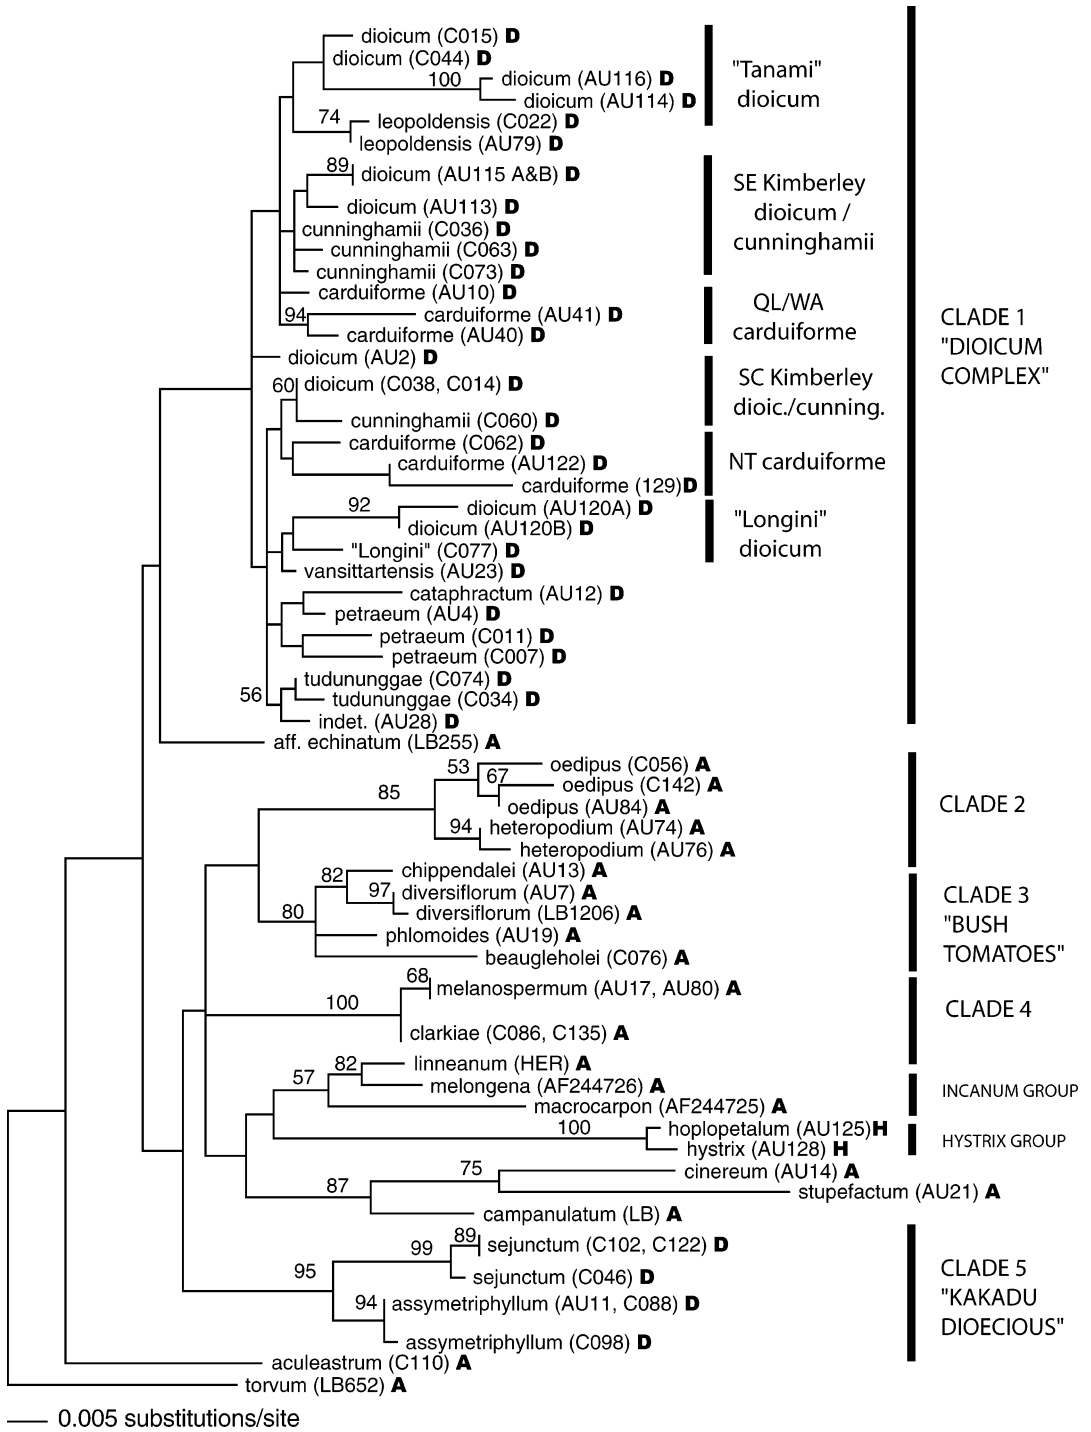 dioicum (C015) D
dioicum (C044) D
100
dioicum (AU116) D
dioicum (AU114) D
74
leopoldensis (C022) D
leopoldensis (AU79) D
"Tanami"
dioicum
89
dioicum (AU115 A&B) D
dioicum (AU113) D
cunninghamii (C036) D
cunninghamii (C063) D
cunninghamii (C073) D
SE Kimberley
dioicum /
cunninghamii
carduiforme (AU10) D
94
carduiforme (AU41) D
carduiforme (AU40) D
QL/WA
carduiforme
dioicum (AU2) D
60
dioicum (C038, C014) D
cunninghamii (C060) D
SC Kimberley
dioic./cunning.
carduiforme (C062) D
carduiforme (AU122) D
carduiforme (129)D
NT carduiforme
92
dioicum (AU120A) D
dioicum (AU120B) D
"Longini" (C077) D
"Longini"
dioicum
vansittartensis (AU23) D
cataphractum (AU12) D
petraeum (AU4) D
petraeum (C011) D
petraeum (C007) D
56
tudununggae (C074) D
tudununggae (C034) D
indet. (AU28) D
CLADE 1
"DIOICUM
COMPLEX"
aff. echinatum (LB255) A
85
53
oedipus (C056) A
67
oedipus (C142) A
oedipus (AU84) A
94
heteropodium (AU74) A
heteropodium (AU76) A
CLADE 2
80
82
chippendalei (AU13) A
97
diversiflorum (AU7) A
diversiflorum (LB1206) A
phlomoides (AU19) A
beaugleholei (C076) A
CLADE 3
"BUSH
TOMATOES"
100
68
melanospermum (AU17, AU80) A
clarkiae (C086, C135) A
CLADE 4
57
82
linneanum (HER) A
melongena (AF244726) A
macrocarpon (AF244725) A
INCANUM GROUP
100
hoplopetalum (AU125)H
hystrix (AU128) H
HYSTRIX GROUP
87
75
cinereum (AU14) A
stupefactum (AU21) A
campanulatum (LB) A
95
99
89
sejunctum (C102, C122) D
sejunctum (C046) D
94
assymetriphyllum (AU11, C088) D
assymetriphyllum (C098) D
CLADE 5
"KAKADU
DIOECIOUS"
aculeastrum (C110) A
torvum (LB652) A
0.005 substitutions/site